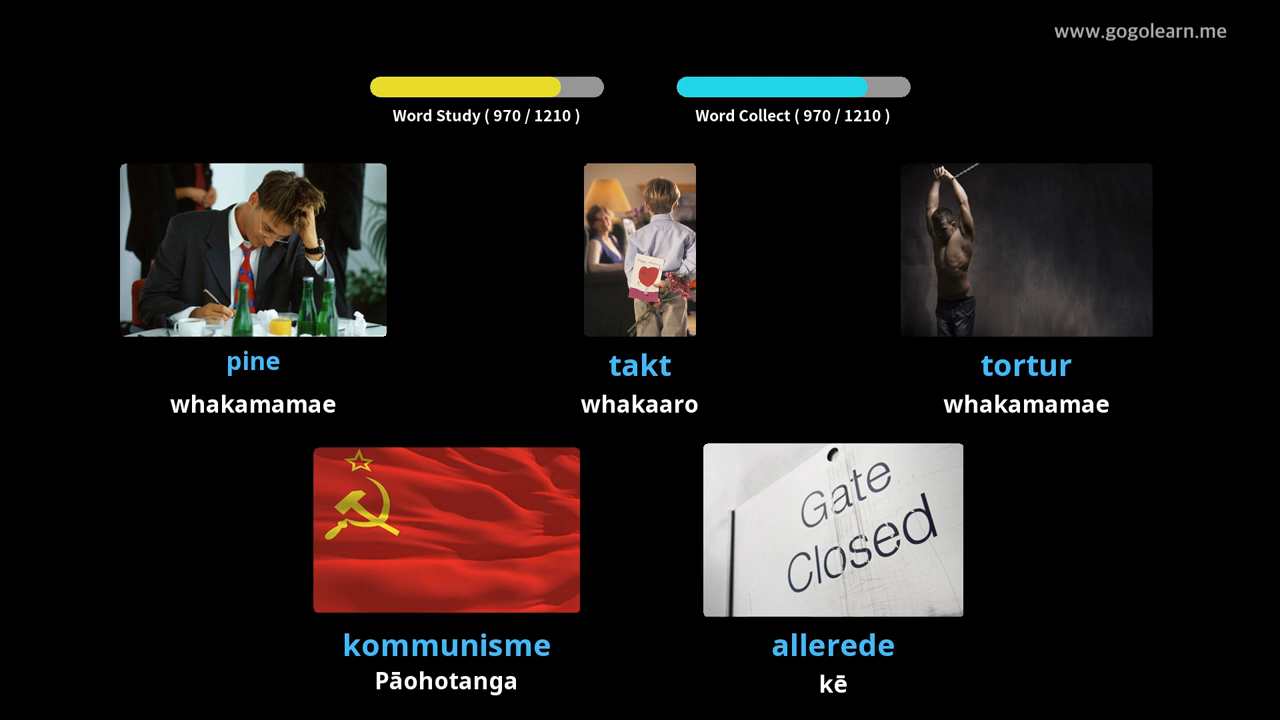 www.gogolearn.me
Word Study ( 970 / 1210 )
Word Collect ( 970 / 1210 )
pine
takt
tortur
whakamamae
whakaaro
whakamamae
Gate
Closed
kommunisme
allerede
Pāohotanga
kē